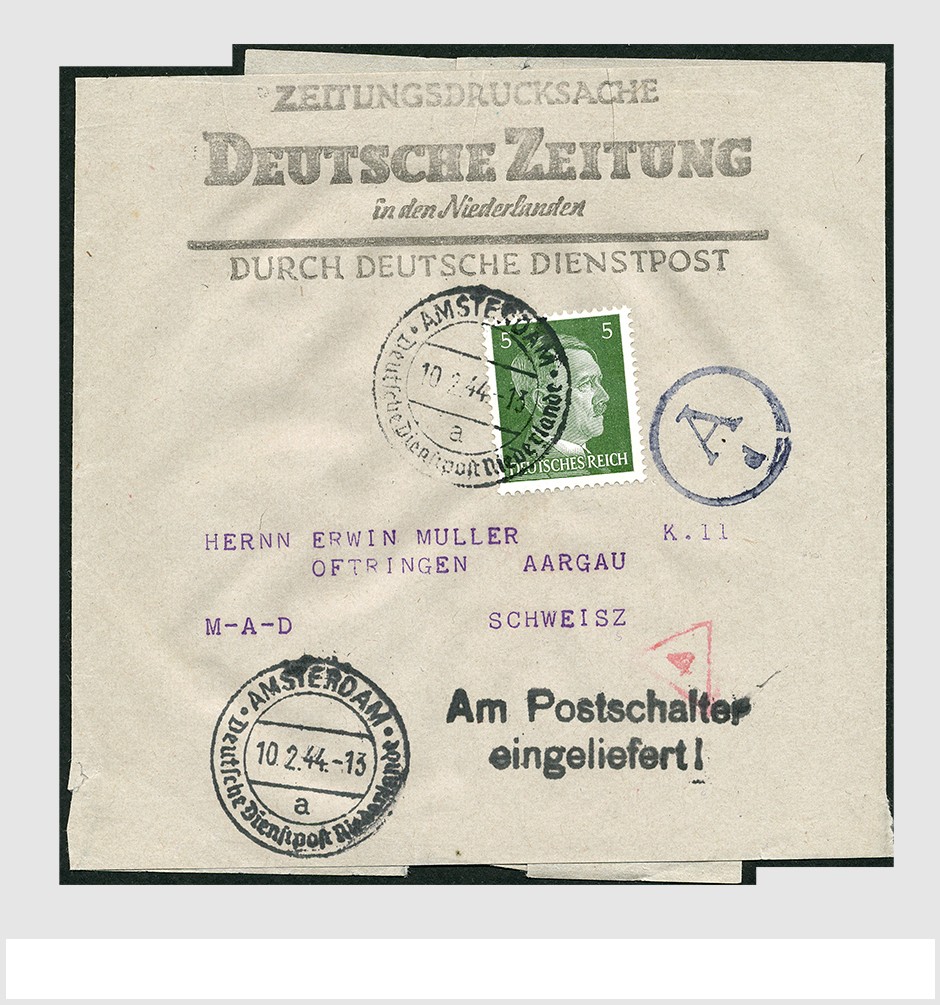 ZEITUNGSDRUCKSACHE
DEUTSCHE ZEITUNG
in den Niederlanden
DURCH DEUTSCHE DIENSTPOST
AMSTERDAM
10.2.44.-13
a
Deutsche Dienstpost Niederlande
5 5
DEUTSCHES REICH
A
d
HERNN ERWIN MULLER K.11
OFTRINGEN AARGAU
M-A-D SCHWEISZ
Am Postschalter
eingeliefert!
AMSTERDAM
10.2.44.-13
a
Deutsche Dienstpost Niederlande